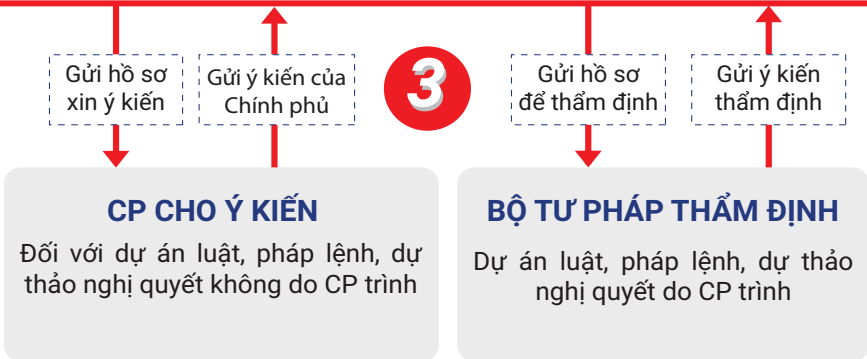 Gửi hồ sơ
xin ý kiến
Gửi ý kiến của
Chính phủ
3
Gửi hồ sơ
để thẩm định
Gửi ý kiến
thẩm định
CP CHO Ý KIẾN
Đối với dự án luật, pháp lệnh, dự
thảo nghị quyết không do CP trình
BỘ TƯ PHÁP THẨM ĐỊNH
Dự án luật, pháp lệnh, dự thảo
nghị quyết do CP trình